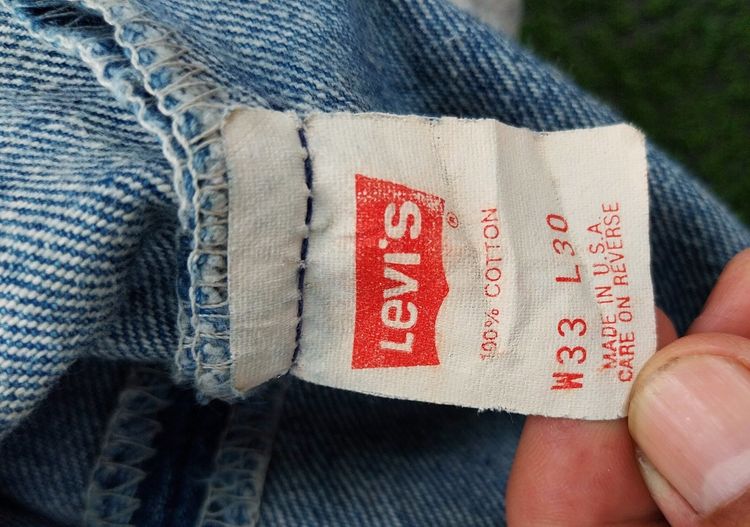 Levi's ®
100% COTTON
W33 L30
MADE IN U.S.A.
CARE ON REVERSE